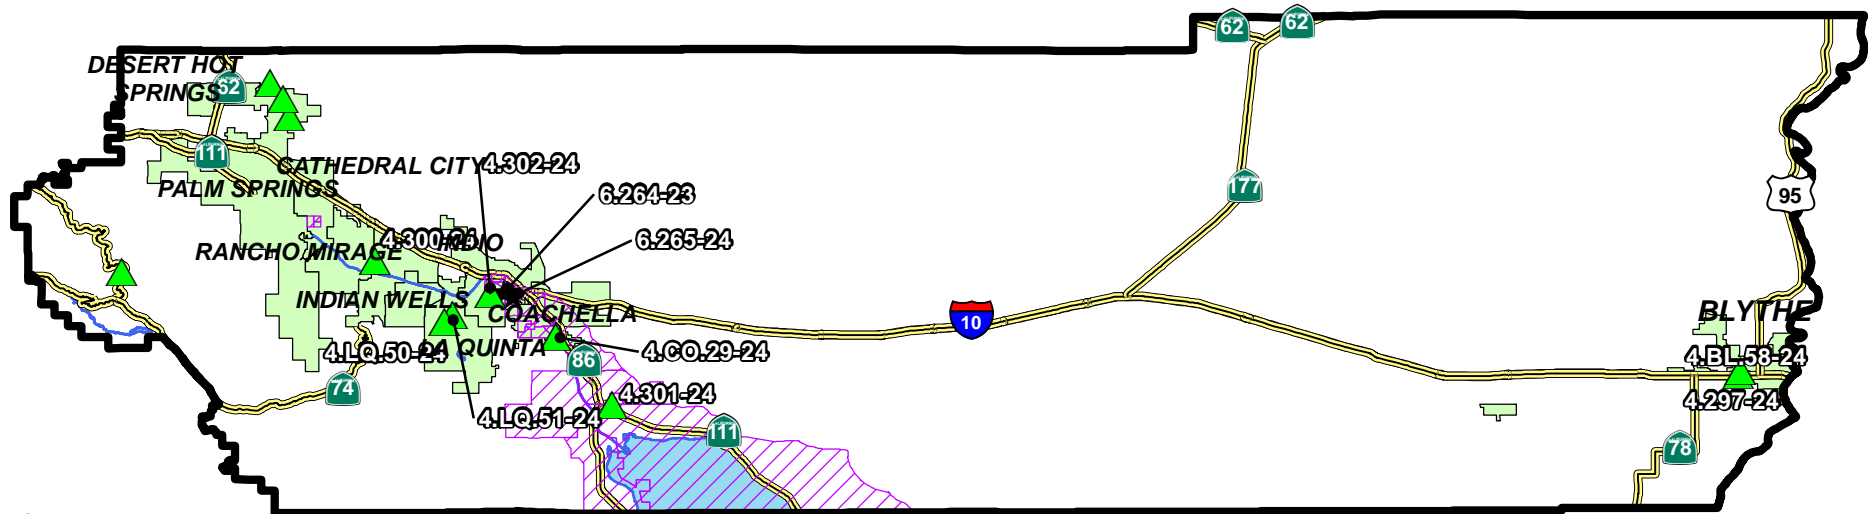 62
62
DESERT HOT
SPRINGS
62
111
CATHEDRAL CITY
4.302-24
PALM SPRINGS
6.264-23
177
95
4.300-24
INDIO
6.265-24
RANCHO MIRAGE
INDIAN WELLS
COACHELLA
10
BLYTHE
4.LQ.50-24
LA QUINTA
4.CO.29-24
86
4.BL.58-24
74
4.301-24
4.297-24
4.LQ.51-24
111
78